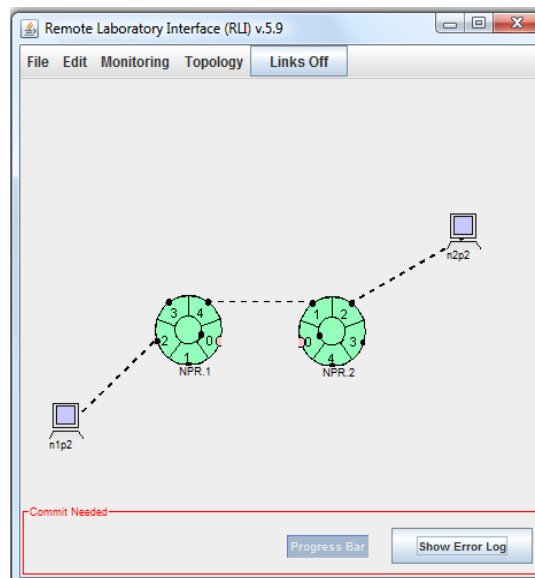 Remote Laboratory Interface (RLI) v.5.9
File Edit Monitoring Topology Links Off
n2p2
3 4
2 0
1
NPR.1
1 2
0 3
4
NPR.2
n1p2
Commit Needed
Progress Bar Show Error Log